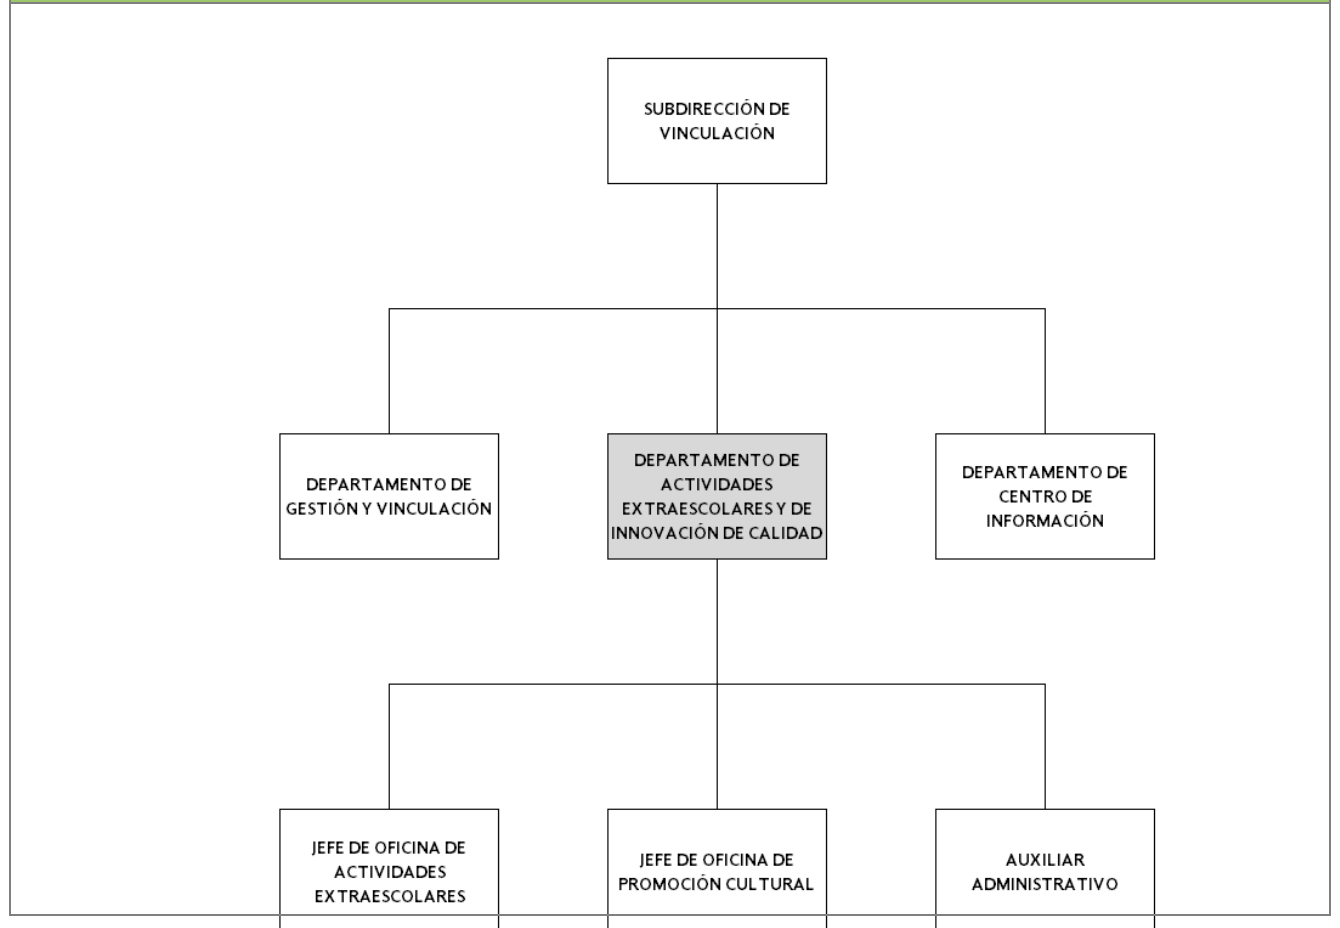 SUBDIRECCIÓN DE
VINCULACIÓN
DEPARTAMENTO DE
GESTIÓN Y VINCULACIÓN
DEPARTAMENTO DE
ACTIVIDADES
EXTRAESCOLARES Y DE
INNOVACIÓN DE CALIDAD
DEPARTAMENTO DE
CENTRO DE
INFORMACIÓN
JEFE DE OFICINA DE
ACTIVIDADES
EXTRAESCOLARES
JEFE DE OFICINA DE
PROMOCIÓN CULTURAL
AUXILIAR
ADMINISTRATIVO